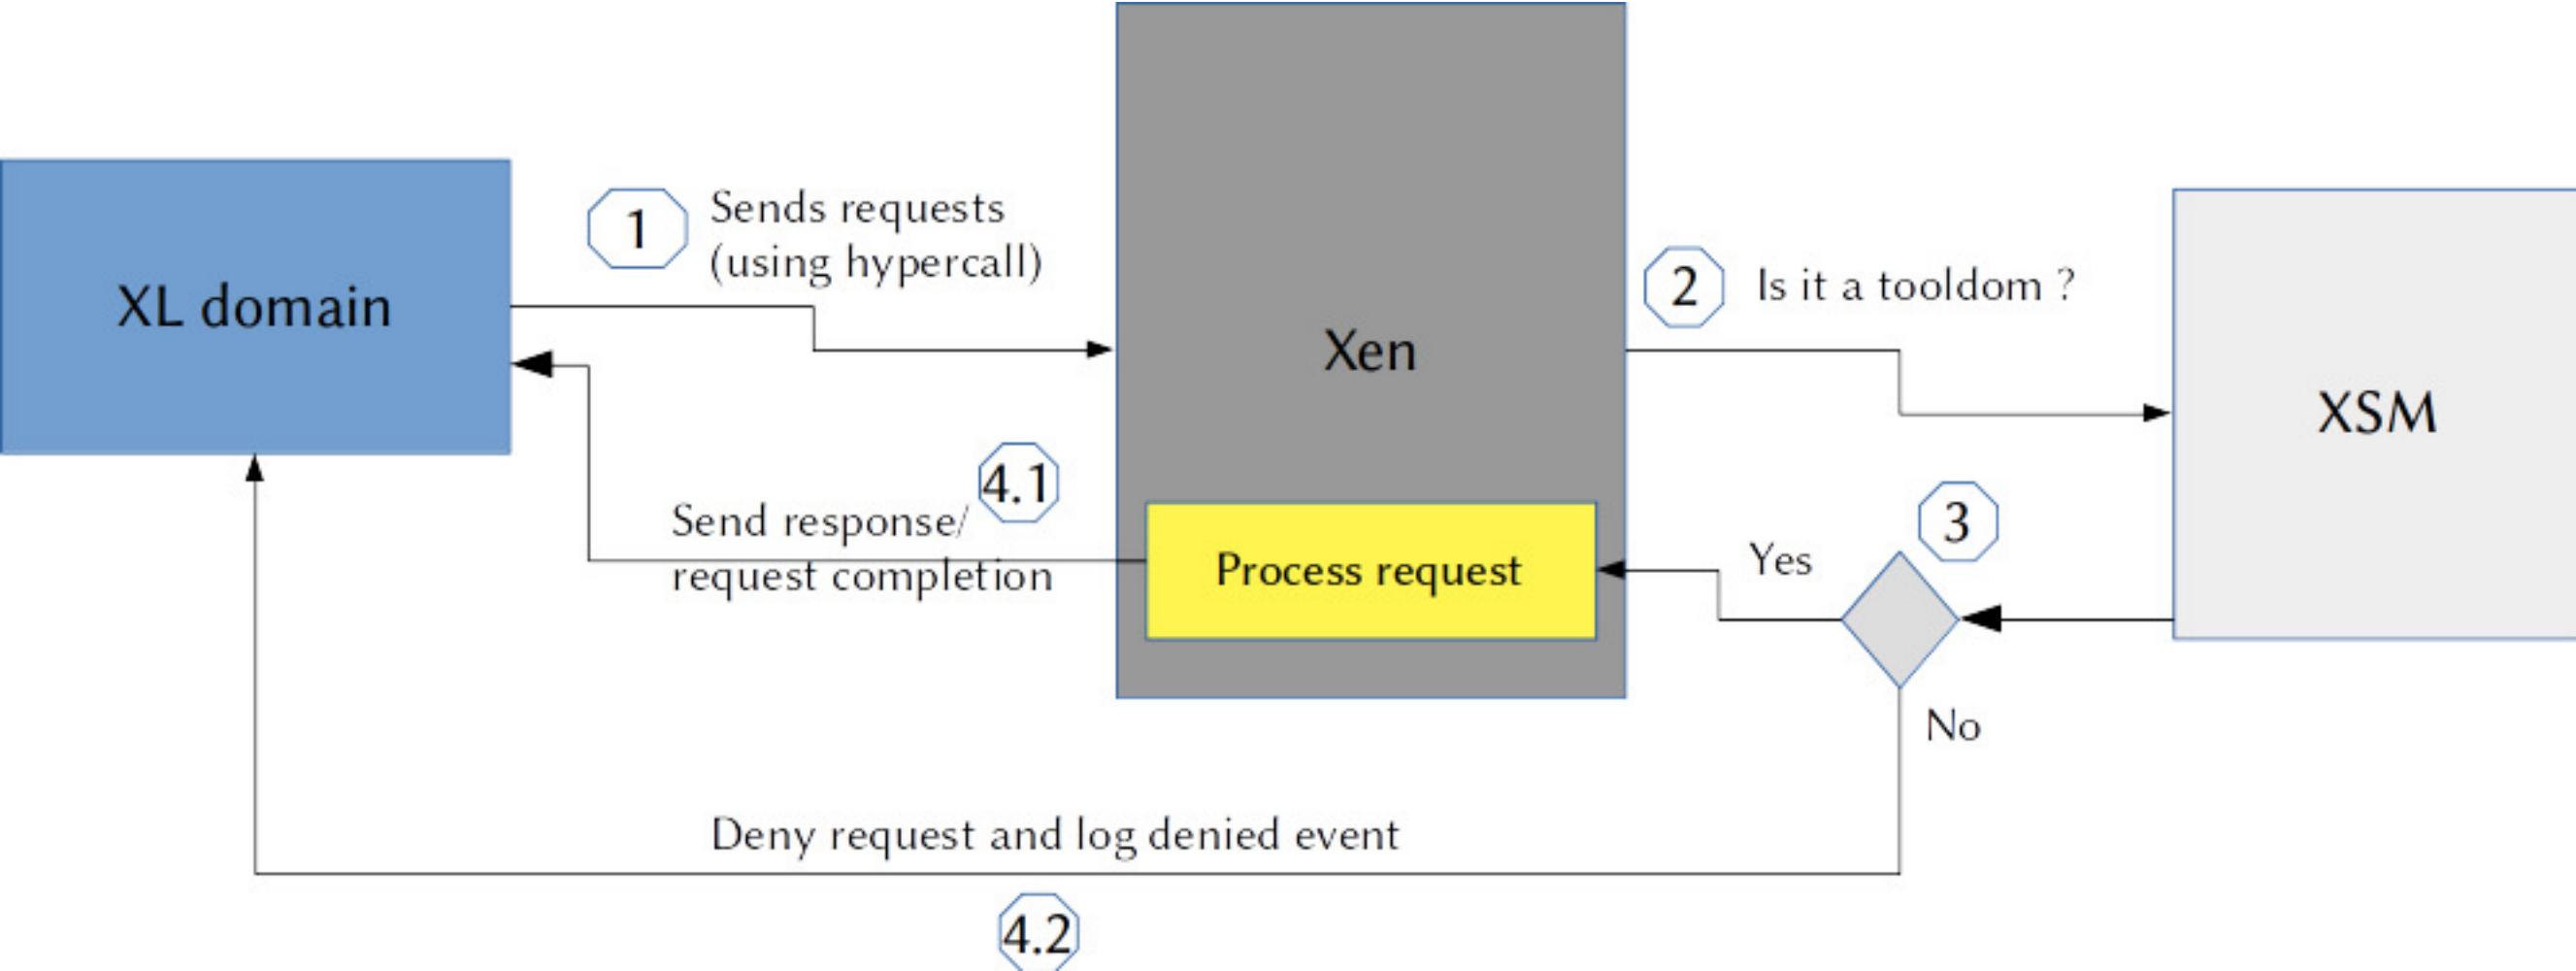 XL domain
1
Sends requests
(using hypercall)
Xen
2
Is it a tooldom ?
XSM
4.1
Send response/
request completion
Process request
Yes
3
No
Deny request and log denied event
4.2